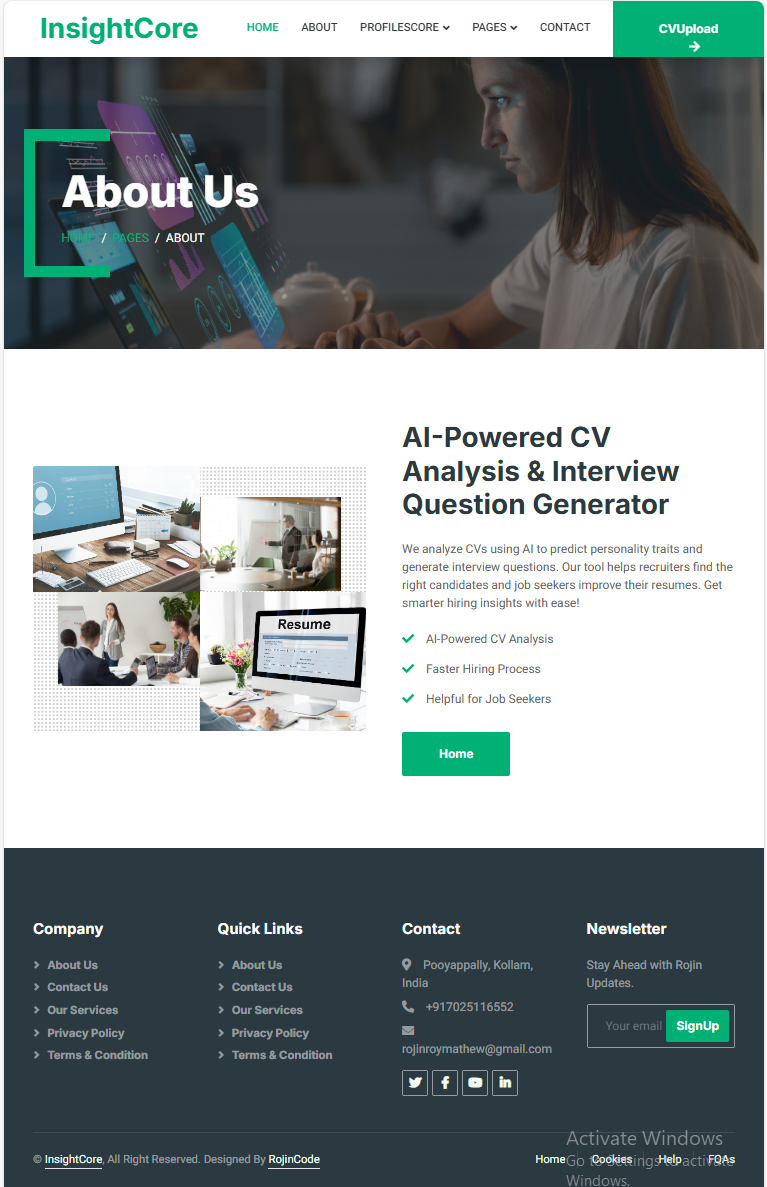 InsightCore
HOME ABOUT PROFILESCORE PAGES CONTACT
CVUpload
About Us
HOME / PAGES / ABOUT
AI-Powered CV
Analysis & Interview
Question Generator
We analyze CVs using AI to predict personality traits and
generate interview questions. Our tool helps recruiters find the
right candidates and job seekers improve their resumes. Get
smarter hiring insights with ease!
AI-Powered CV Analysis
Faster Hiring Process
Helpful for Job Seekers
Home
Resume
Company
About Us
Contact Us
Our Services
Privacy Policy
Terms & Condition
Quick Links
About Us
Contact Us
Our Services
Privacy Policy
Terms & Condition
Contact
Pooyappally, Kollam,
India
+917025116552
rojinroymathew@gmail.com
Newsletter
Stay Ahead with Rojin
Updates.
Your email SignUp
© InsightCore, All Right Reserved. Designed By RojinCode
Home Cookies Help FQAs
Activate Windows
Go to Settings to activate
Windows.